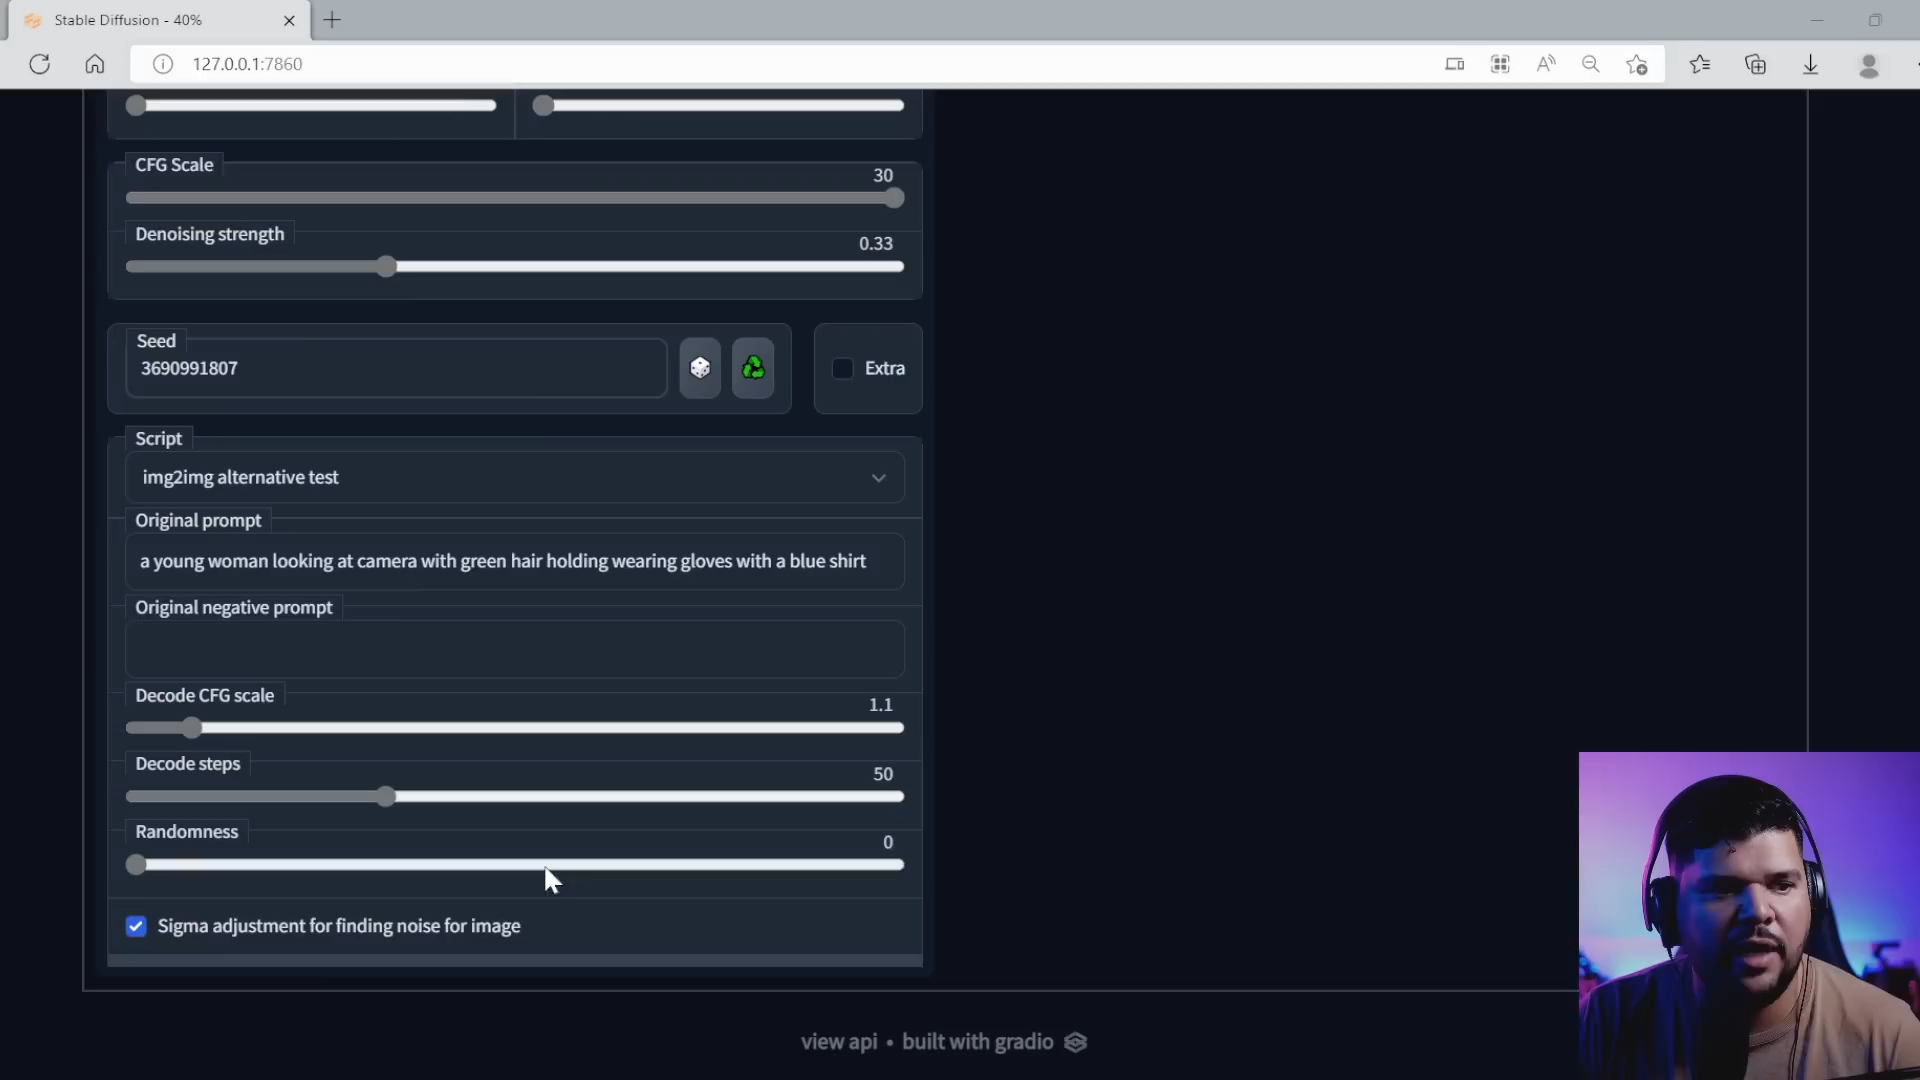 Stable Diffusion - 40%
127.0.0.1:7860
CFG Scale
30
Denoising strength
0.33
Seed
3690991807
Extra
Script
img2img alternative test
Original prompt
a young woman looking at camera with green hair holding wearing gloves with a blue shirt
Original negative prompt
Decode CFG scale
1.1
Decode steps
50
Randomness
0
Sigma adjustment for finding noise for image
view api • built with gradio